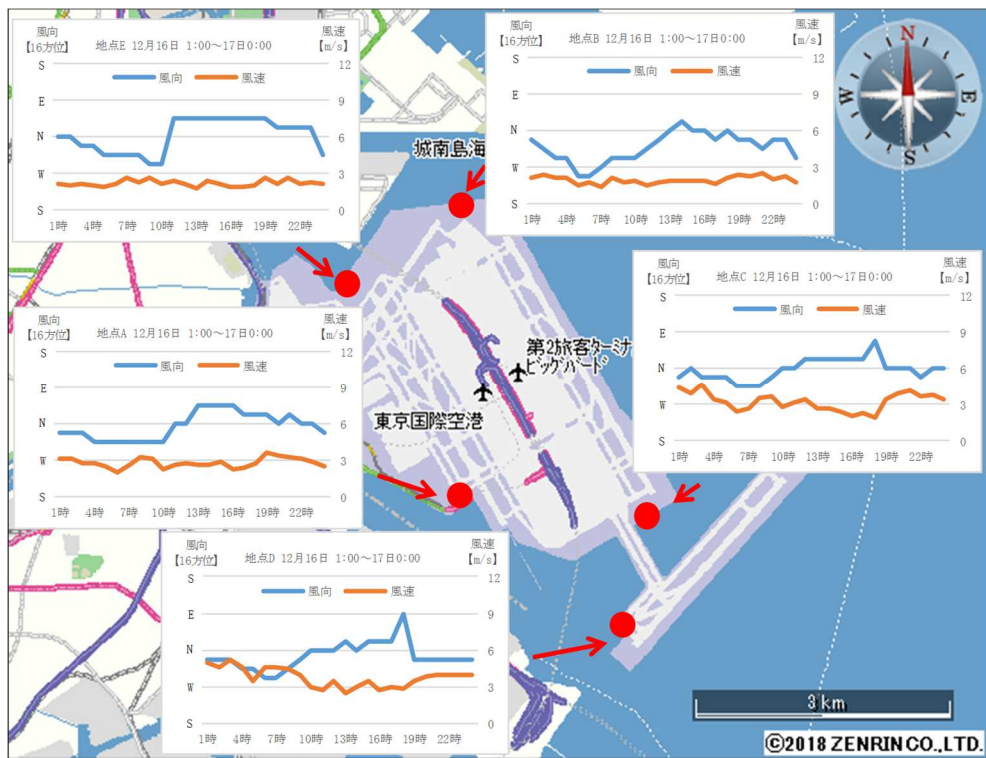 風向
【16方位】
地点E 12月16日 1:00～17日0:00
風速
【m/s】
風向 風速
S 12
E 9
N 6
W 3
S 0
1時 4時 7時 10時 13時 16時 19時 22時
風向
【16方位】
地点B 12月16日 1:00～17日0:00
風速
【m/s】
風向 風速
S 12
E 9
N 6
W 3
S 0
1時 4時 7時 10時 13時 16時 19時 22時
N
W E
S
城南島海
風向
【16方位】
地点C 12月16日 1:00～17日0:00
風速
【m/s】
風向 風速
S 12
E 9
N 6
W 3
S 0
1時 4時 7時 10時 13時 16時 19時 22時
風向
【16方位】
地点A 12月16日 1:00～17日0:00
風速
【m/s】
風向 風速
S 12
E 9
N 6
W 3
S 0
1時 4時 7時 10時 13時 16時 19時 22時
第2旅客ターミナ
ビッグバード
東京国際空港
風向
【16方位】
地点D 12月16日 1:00～17日0:00
風速
【m/s】
風向 風速
S 12
E 9
N 6
W 3
S 0
1時 4時 7時 10時 13時 16時 19時 22時
3 km
©2018 ZENRIN CO., LTD.